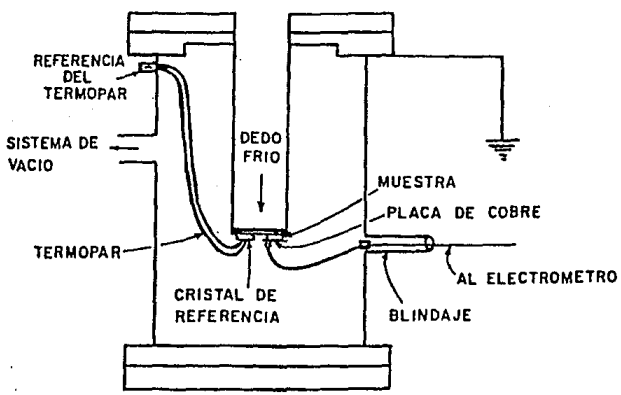 REFERENCIA
DEL
TERMOPAR
SISTEMA DE
VACIO
DEDO
FRIO
MUESTRA
PLACA DE COBRE
TERMOPAR
AL ELECTROMETRO
CRISTAL DE
REFERENCIA
BLINDAJE